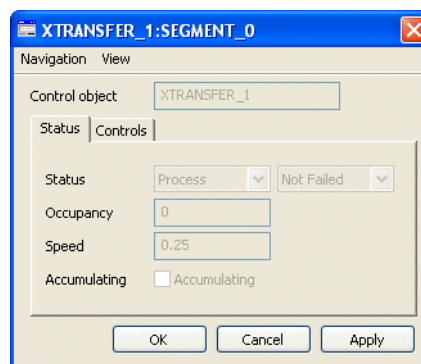 XTRANSFER_1:SEGMENT_0
Navigation View
Control object XTRANSFER_1
Status Controls
Status Process Not Failed
Occupancy 0
Speed 0.25
Accumulating Accumulating
OK Cancel Apply